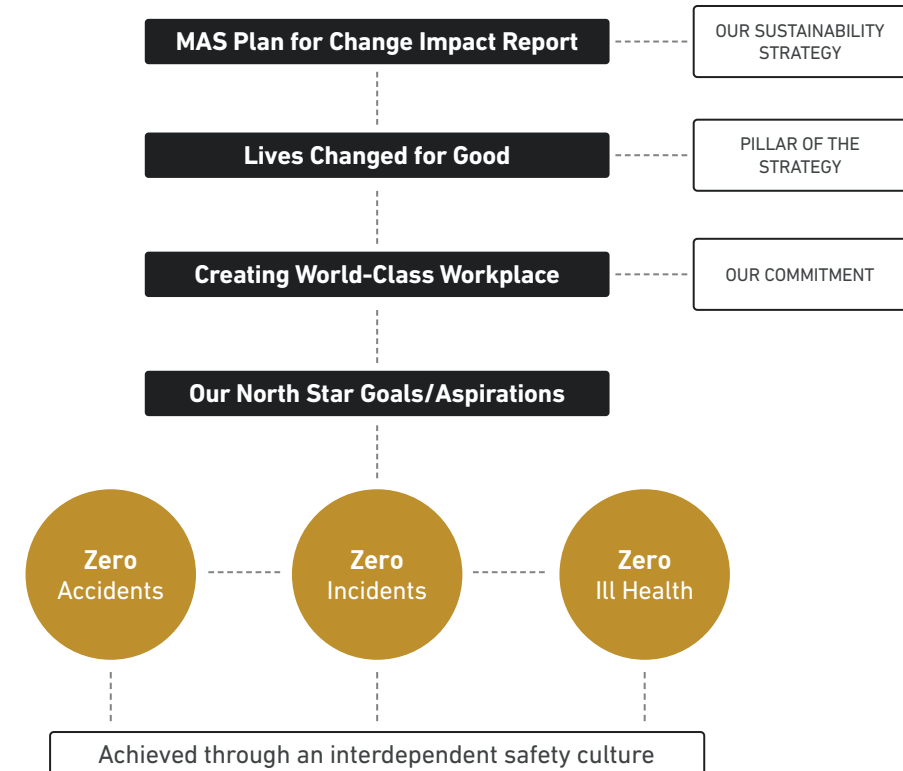 MAS Plan for Change Impact Report
OUR SUSTAINABILITY
STRATEGY
Lives Changed for Good
PILLAR OF THE
STRATEGY
Creating World-Class Workplace
OUR COMMITMENT
Our North Star Goals/Aspirations
Zero
Accidents
Zero
Incidents
Zero
Ill Health
Achieved through an interdependent safety culture